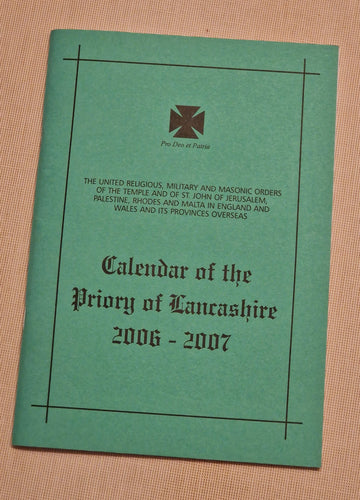 Pro Deo et Patria
THE UNITED RELIGIOUS, MILITARY AND MASONIC ORDERS
OF THE TEMPLE AND OF ST. JOHN OF JERUSALEM,
PALESTINE, RHODES AND MALTA IN ENGLAND AND
WALES AND ITS PROVINCES OVERSEAS
Calendar of the
Priory of Lancashire
2006 - 2007